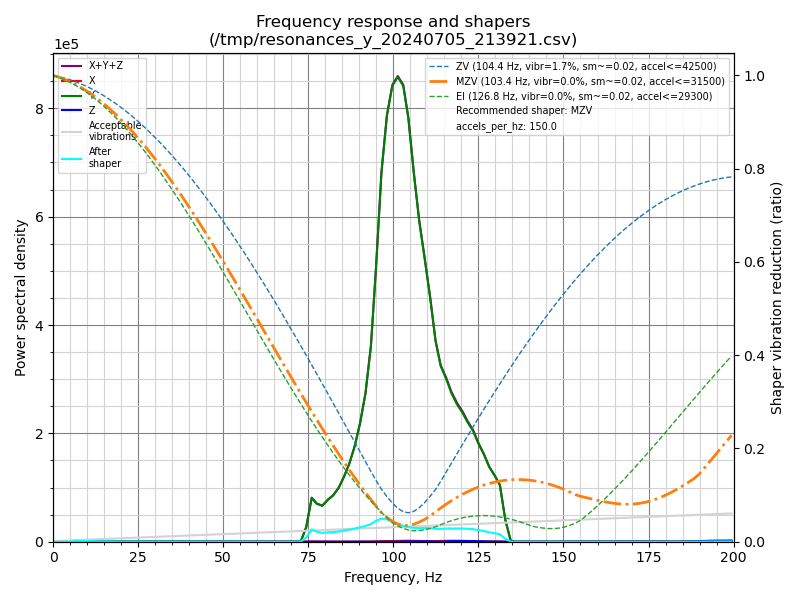 Frequency response and shapers
(/tmp/resonances_y_20240705_213921.csv)
1e5
X+Y+Z
X
Y
Z
Acceptable
vibrations
After
shaper
ZV (104.4 Hz, vibr=1.7%, sm~=0.02, accel<=42500)
MZV (103.4 Hz, vibr=0.0%, sm~=0.02, accel<=31500)
EI (126.8 Hz, vibr=0.0%, sm~=0.02, accel<=29300)
Recommended shaper: MZV
accels_per_hz: 150.0
8
6
4
2
0
Power spectral density
1.0
0.8
0.6
0.4
0.2
0.0
Shaper vibration reduction (ratio)
0 25 50 75 100 125 150 175 200
Frequency, Hz